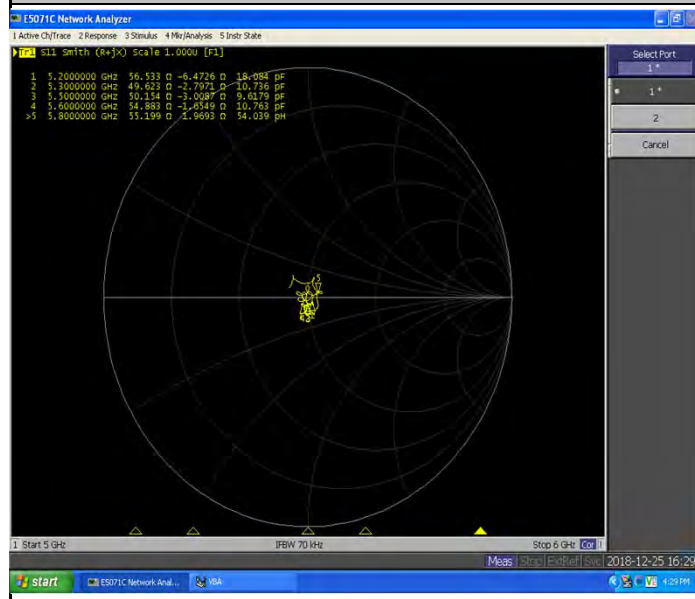 E5071C Network Analyzer
1 Active Ch/Trace 2 Response 3 Stimulus 4 Mkr/Analysis 5 Instr State
Tr1 S11 Smith (R+jX) Scale 1.000U [F1]
1 5.2000000 GHz 56.533 Ω -6.4726 Ω 18.084 pF
2 5.3000000 GHz 49.623 Ω -2.7971 Ω 10.736 pF
3 5.5000000 GHz 50.154 Ω -3.0087 Ω 9.6179 pF
4 5.6000000 GHz 54.883 Ω -1.6549 Ω 10.763 pF
>5 5.8000000 GHz 55.199 Ω 1.9693 Ω 54.039 pH
Select Port
1 *
1 *
2
Cancel
5
1 Start 5 GHz IFBW 70 kHz Stop 6 GHz Cor
Meas Stop ExtRef Svc 2018-12-25 16:29
start E5071C Network Anal... VBA 4:29 PM